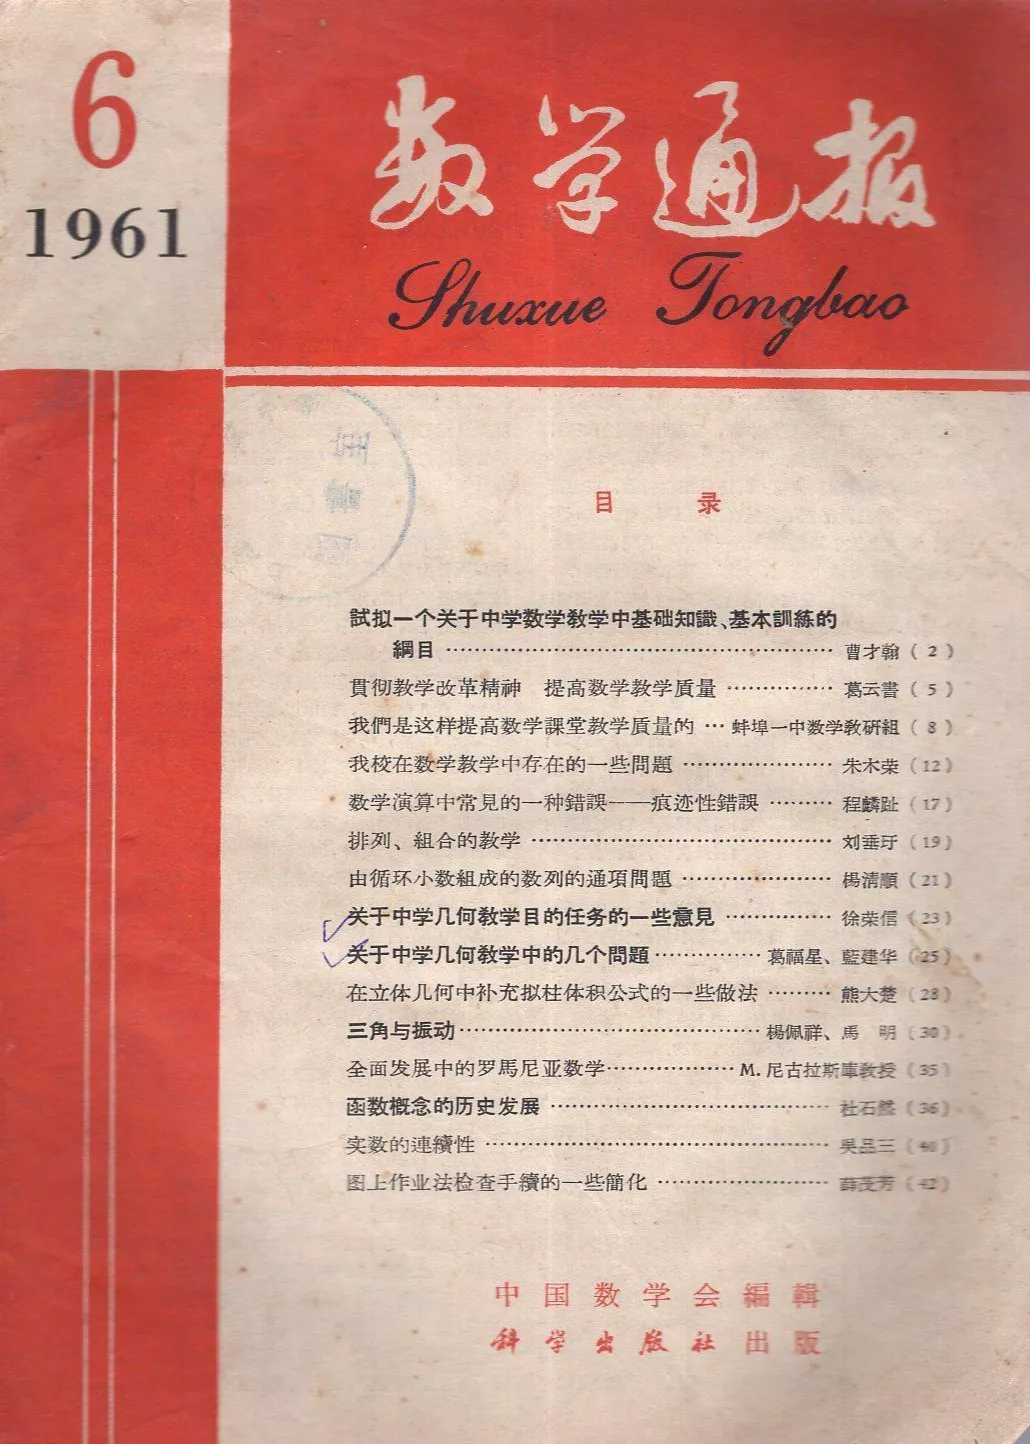 6
1961
数学通报
Shuxue Tongbao
目 录
試拟一个关于中学数学教学中基础知識、基本訓練的
綱目 …… 曹才翰 ( 2 )
貫彻教学改革精神 提高数学教学质量 …… 葛云書 ( 5 )
我們是这样提高数学課堂教学质量的 … 蚌埠一中数学教研組 ( 8 )
我校在数学教学中存在的一些問題 …… 朱木荣 (12)
数学演算中常見的一种錯誤——痕迹性錯誤 …… 程麟趾 (17)
排列、組合的教学 …… 刘垂玗 (19)
由循环小数組成的数列的通項問題 …… 楊清順 (21)
关于中学几何教学目的任务的一些意見 …… 徐荣信 (23)
关于中学几何教学中的几个問題 …… 葛福星、藍建华 (25)
在立体几何中补充拟柱体积公式的一些做法 …… 熊大楚 (28)
三角与振动 …… 楊佩祥、馬 明 (30)
全面发展中的罗馬尼亚数学 …… M. 尼古拉斯庫教授 (35)
函数概念的历史发展 …… 杜石然 (36)
实数的連續性 …… 吳品三 (40)
图上作业法检查手續的一些簡化 …… 薛茂芳 (42)
中国数学会編輯
科学出版社出版